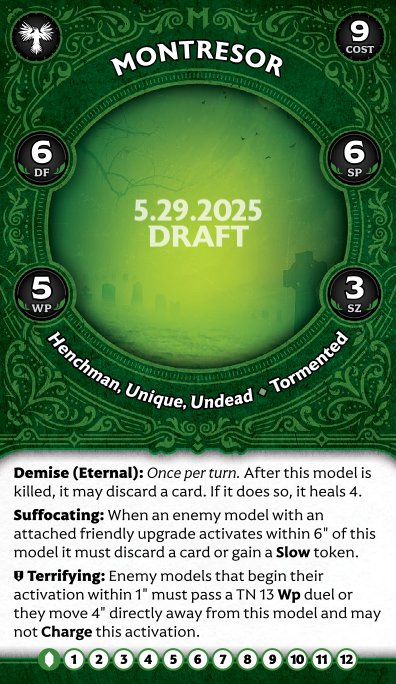 9
COST
MONTRESOR
6
DF
6
SP
5.29.2025
DRAFT
5
WP
3
SZ
Henchman, Unique, Undead ◆ Tormented
Demise (Eternal): Once per turn. After this model is
killed, it may discard a card. If it does so, it heals 4.
Suffocating: When an enemy model with an
attached friendly upgrade activates within 6" of this
model it must discard a card or gain a Slow token.
Terrifying: Enemy models that begin their
activation within 1" must pass a TN 13 Wp duel or
they move 4" directly away from this model and may
not Charge this activation.
1 2 3 4 5 6 7 8 9 10 11 12